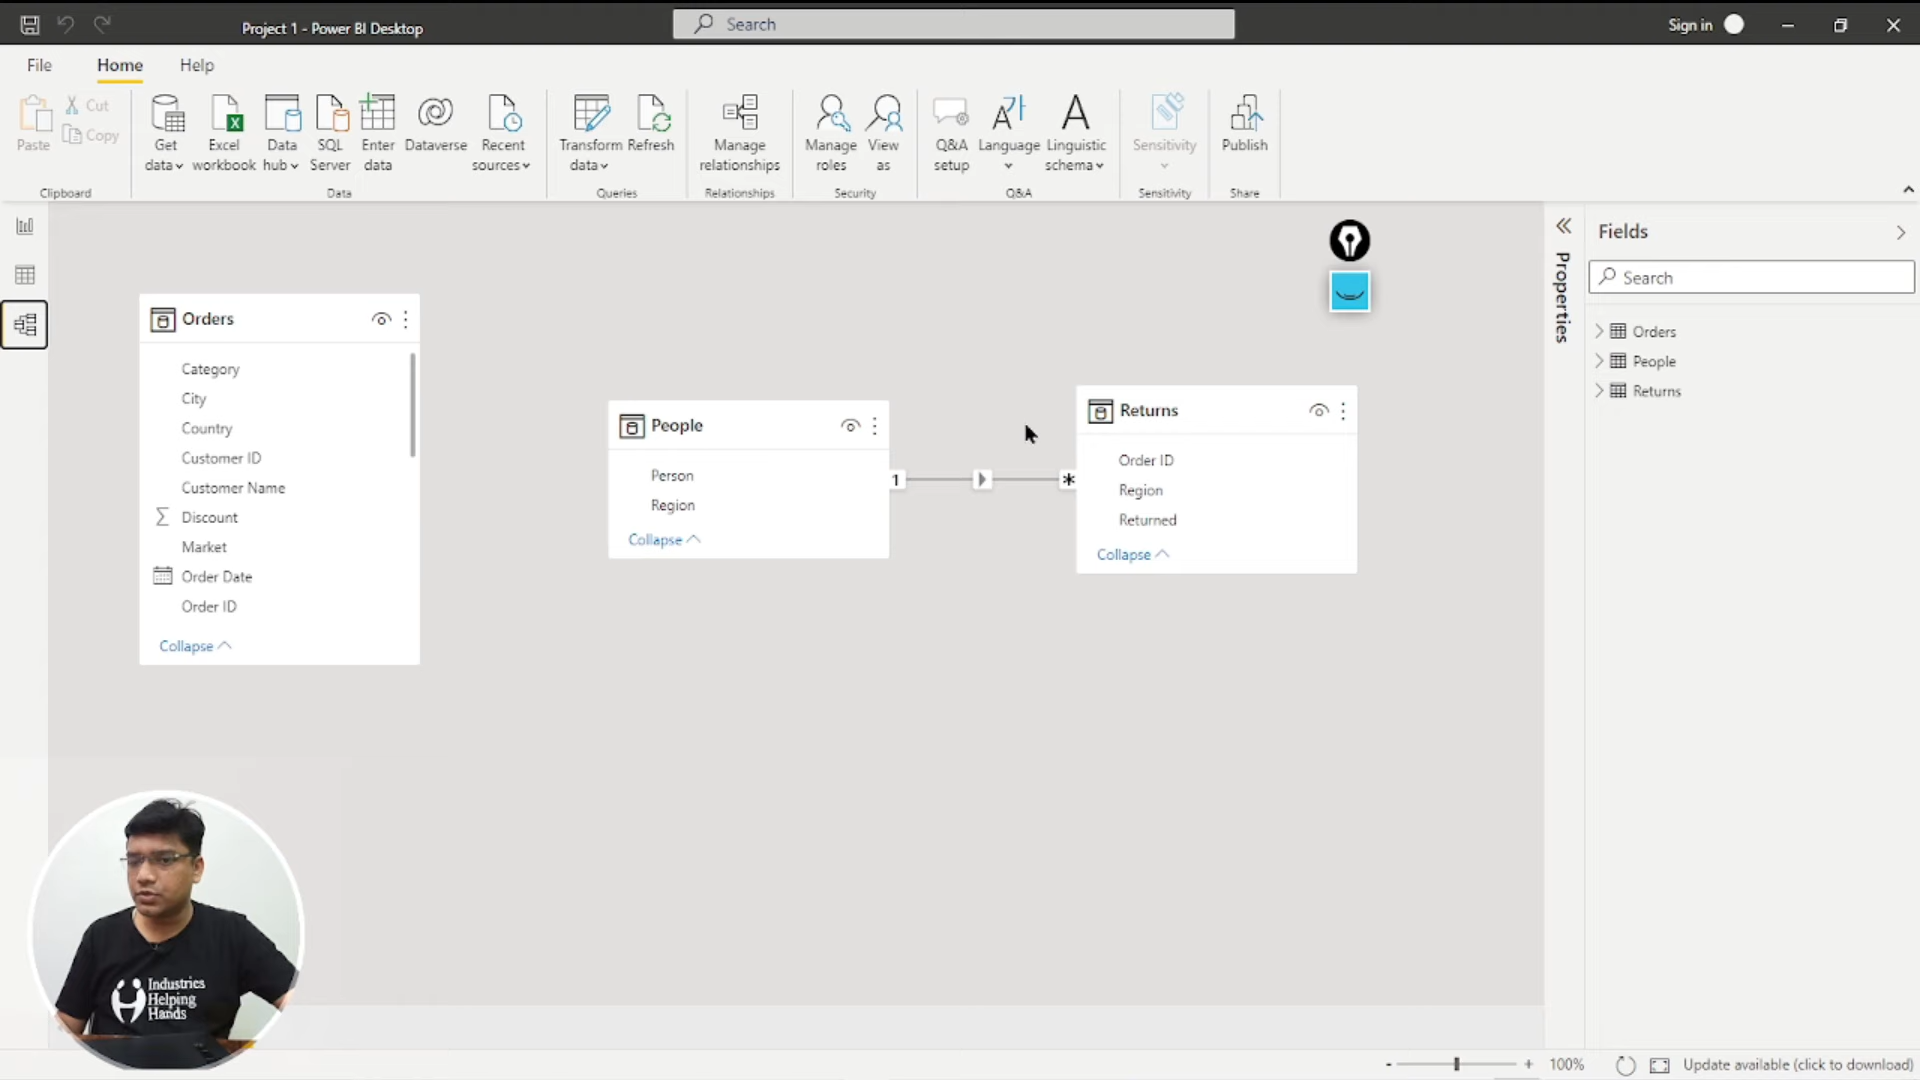 Project 1 - Power BI Desktop
Search
Sign in
File
Home
Help
Paste
Cut
Copy
Get data
Excel workbook
Data hub
SQL Server
Enter data
Dataverse
Recent sources
Transform data
Refresh
Manage relationships
Manage roles
View as
Q&A setup
Language
Linguistic schema
Sensitivity
Publish
Clipboard
Data
Queries
Relationships
Security
Q&A
Sensitivity
Share
Orders
Category
City
Country
Customer ID
Customer Name
Discount
Market
Order Date
Order ID
Collapse
People
Person
Region
Collapse
1
*
Returns
Order ID
Region
Returned
Collapse
Properties
Fields
Search
Orders
People
Returns
Industries
Helping
Hands
- + 100%
Update available (click to download)